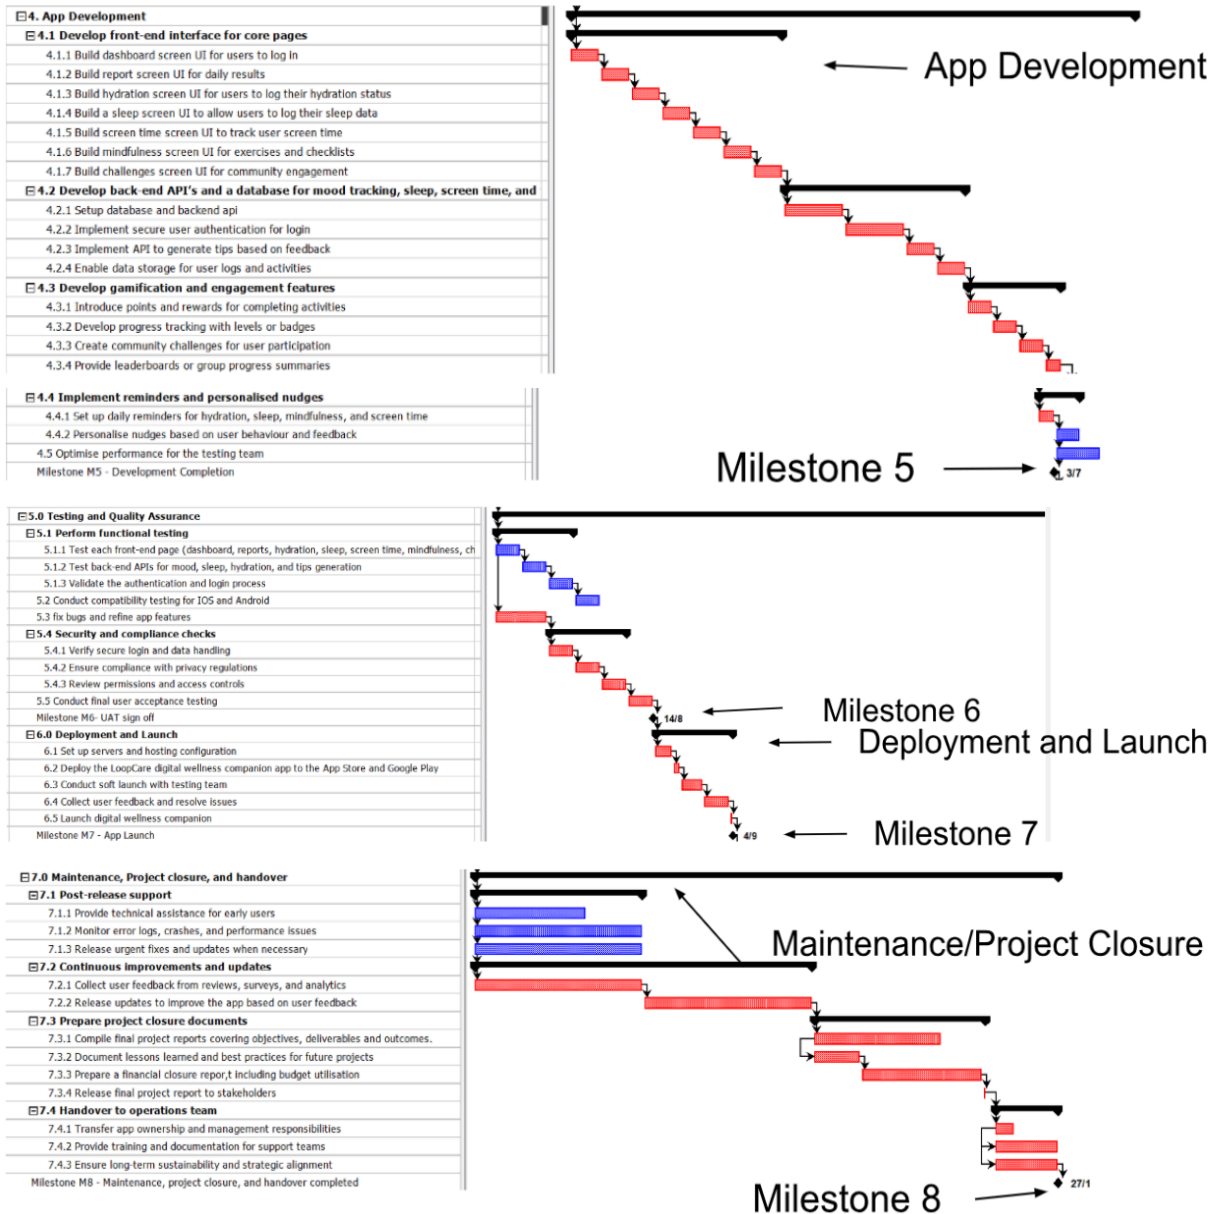 4. App Development
4.1 Develop front-end interface for core pages
4.1.1 Build dashboard screen UI for users to log in
App Development
4.1.2 Build report screen UI for daily results
4.1.3 Build hydration screen UI for users to log their hydration status
4.1.4 Build a sleep screen UI to allow users to log their sleep data
4.1.5 Build screen time screen UI to track user screen time
4.1.6 Build mindfulness screen UI for exercises and checklists
4.1.7 Build challenges screen UI for community engagement
4.2 Develop back-end API's and a database for mood tracking, sleep, screen time, and
4.2.1 Setup database and backend api
4.2.2 Implement secure user authentication for login
4.2.3 Implement API to generate tips based on feedback
4.2.4 Enable data storage for user logs and activities
4.3 Develop gamification and engagement features
4.3.1 Introduce points and rewards for completing activities
4.3.2 Develop progress tracking with levels or badges
4.3.3 Create community challenges for user participation
4.3.4 Provide leaderboards or group progress summaries
4.4 Implement reminders and personalised nudges
4.4.1 Set up daily reminders for hydration, sleep, mindfulness, and screen time
4.4.2 Personalise nudges based on user behaviour and feedback
4.5 Optimise performance for the testing team
Milestone M5 - Development Completion
Milestone 5
3/7
5.0 Testing and Quality Assurance
5.1 Perform functional testing
5.1.1 Test each front-end page (dashboard, reports, hydration, sleep, screen time, mindfulness, ch
5.1.2 Test back-end APIs for mood, sleep, hydration, and tips generation
5.1.3 Validate the authentication and login process
5.2 Conduct compatibility testing for IOS and Android
5.3 fix bugs and refine app features
5.4 Security and compliance checks
5.4.1 Verify secure login and data handling
5.4.2 Ensure compliance with privacy regulations
5.4.3 Review permissions and access controls
5.5 Conduct final user acceptance testing
Milestone M6- UAT sign off
14/8
Milestone 6
6.0 Deployment and Launch
Deployment and Launch
6.1 Set up servers and hosting configuration
6.2 Deploy the LoopCare digital wellness companion app to the App Store and Google Play
6.3 Conduct soft launch with testing team
6.4 Collect user feedback and resolve issues
6.5 Launch digital wellness companion
Milestone M7 - App Launch
4/9
Milestone 7
7.0 Maintenance, Project closure, and handover
7.1 Post-release support
7.1.1 Provide technical assistance for early users
7.1.2 Monitor error logs, crashes, and performance issues
7.1.3 Release urgent fixes and updates when necessary
Maintenance/Project Closure
7.2 Continuous improvements and updates
7.2.1 Collect user feedback from reviews, surveys, and analytics
7.2.2 Release updates to improve the app based on user feedback
7.3 Prepare project closure documents
7.3.1 Compile final project reports covering objectives, deliverables and outcomes.
7.3.2 Document lessons learned and best practices for future projects
7.3.3 Prepare a financial closure repor,t including budget utilisation
7.3.4 Release final project report to stakeholders
7.4 Handover to operations team
7.4.1 Transfer app ownership and management responsibilities
7.4.2 Provide training and documentation for support teams
7.4.3 Ensure long-term sustainability and strategic alignment
Milestone M8 - Maintenance, project closure, and handover completed
27/1
Milestone 8